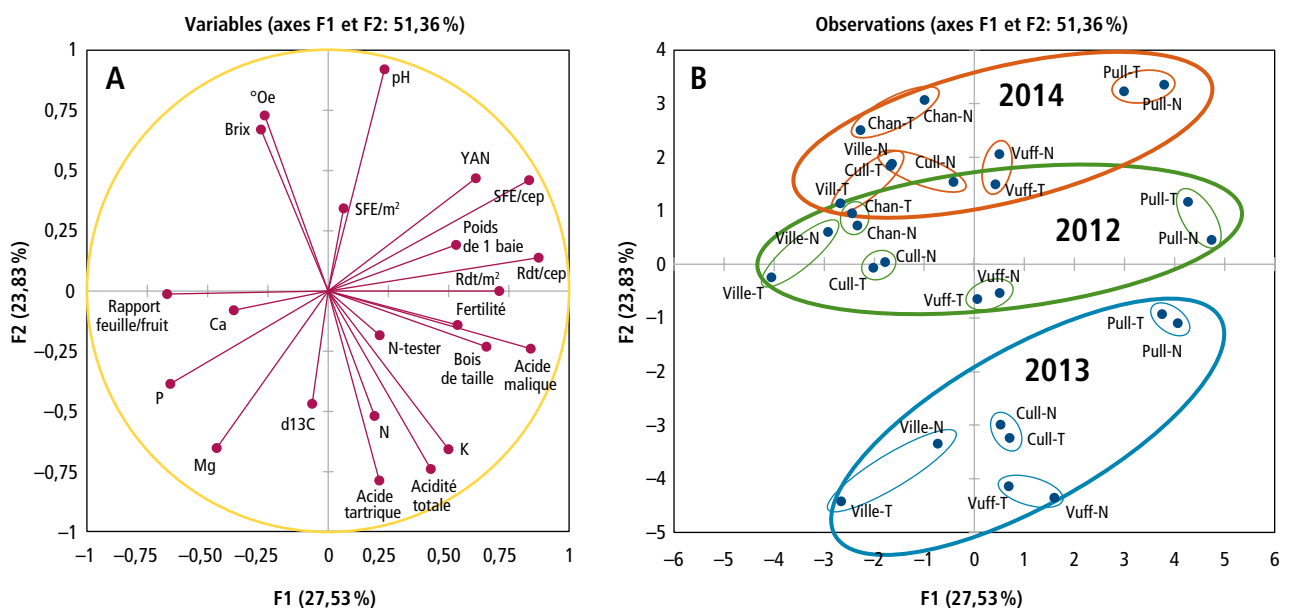 Variables (axes F1 et F2: 51,36 %)
A
F2 (23,83 %)
1
0,75
0,5
0,25
0
−0,25
−0,5
−0,75
−1
pH
°Oe
Brix
YAN
SFE/cep
SFE/m²
Poids
de 1 baie
Rdt/cep
Rdt/m²
Rapport
feuille/fruit
Fertilité
Ca
N-tester
Bois
de taille
Acide
malique
P
d13C
N
K
Mg
Acide
tartrique
Acidité
totale
−1 −0,75 −0,50 −0,25 0 0,25 0,50 0,75 1
F1 (27,53 %)
Observations (axes F1 et F2: 51,36 %)
B
F2 (23,83 %)
4
3
2
1
0
−1
−2
−3
−4
−5
2014
Pull-T
Pull-N
Chan-T
Chan-N
Ville-N
Cull-T
Cull-N
Vuff-N
Vuff-T
Vill-T
2012
Chan-T
Chan-N
Pull-T
Pull-N
Ville-N
Cull-N
Cull-T
Ville-T
Vuff-N
Vuff-T
2013
Pull-T
Pull-N
Cull-N
Cull-T
Ville-N
Ville-T
Vuff-T
Vuff-N
−6 −5 −4 −3 −2 −1 0 1 2 3 4 5 6
F1 (27,53 %)